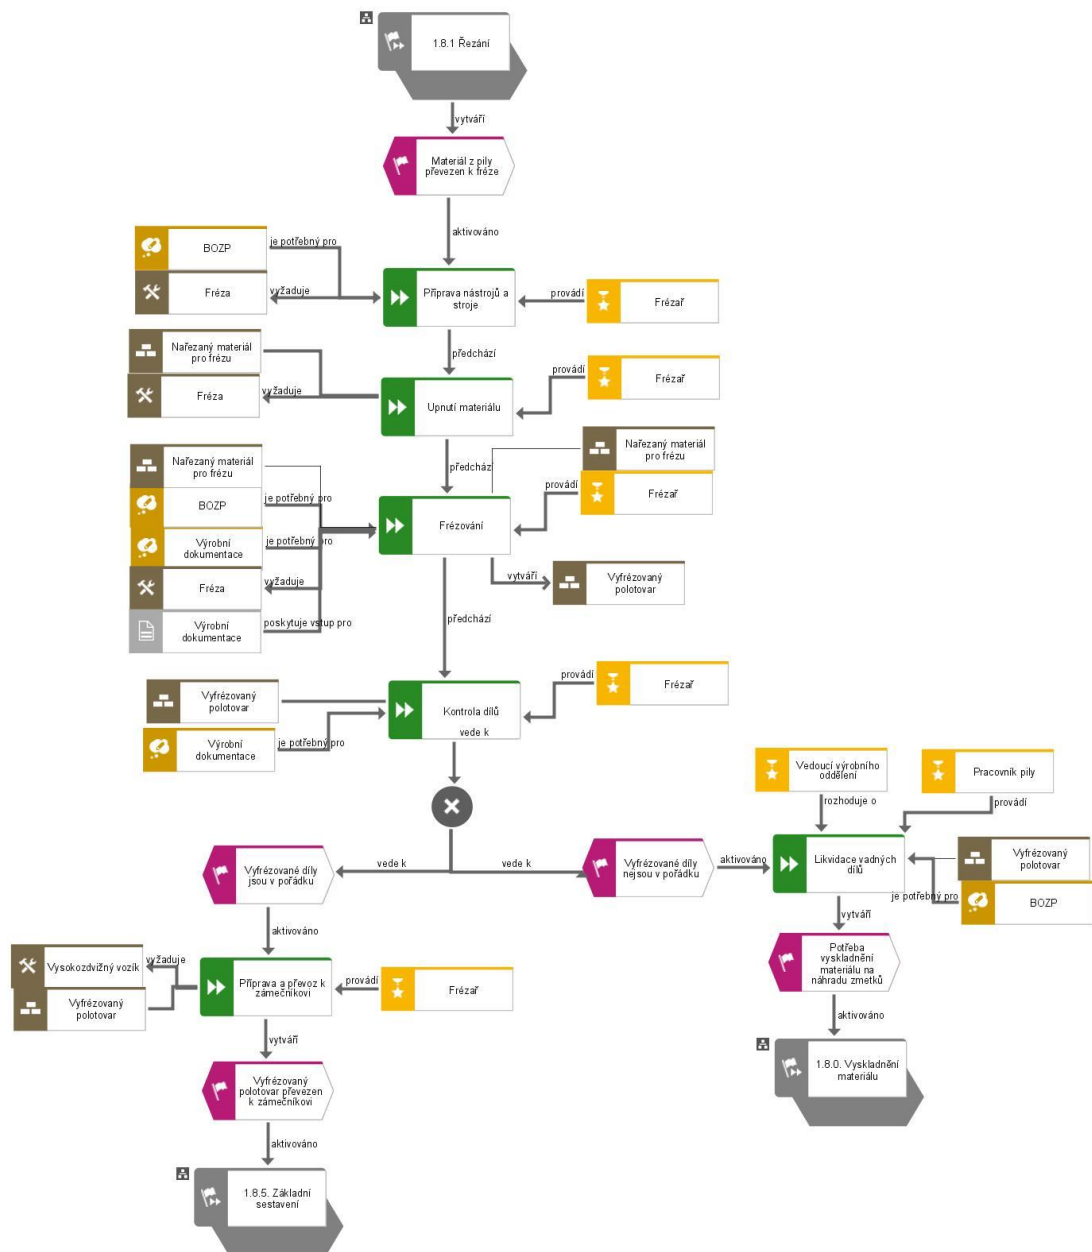 1.8.1 Řezání
vytváří
Materiál z pily
převezen k fréze
aktivováno
BOZP
je potřebný pro
Fréza
vyžaduje
Příprava nástrojů a
stroje
provádí
Frézař
předchází
Nařezaný materiál
pro frézu
Fréza
vyžaduje
Upnutí materiálu
provádí
Frézař
předchází
Nařezaný materiál
pro frézu
Nařezaný materiál
pro frézu
BOZP
je potřebný pro
Výrobní
dokumentace
je potřebný pro
Fréza
vyžaduje
Výrobní
dokumentace
poskytuje vstup pro
Frézování
provádí
Frézař
vytváří
Vyfrézovaný
polotovar
předchází
Vyfrézovaný
polotovar
Výrobní
dokumentace
je potřebný pro
Kontrola dílů
provádí
Frézař
vede k
Vedoucí výrobního
oddělení
rozhoduje o
Pracovník pily
provádí
vede k
vede k
Vyfrézované díly
jsou v pořádku
Vyfrézované díly
nejsou v pořádku
aktivováno
Likvidace vadných
dílů
Vyfrézovaný
polotovar
je potřebný pro
BOZP
vytváří
aktivováno
Potřeba
vyskladnění
materiálu na
náhradu zmetků
Vysokozdvižný vozík
vyžaduje
Vyfrézovaný
polotovar
Příprava a převoz k
zámečníkovi
provádí
Frézař
aktivováno
vytváří
1.8.0. Vyskladnění
materiálu
Vyfrézovaný
polotovar převezen
k zámečníkovi
aktivováno
1.8.5. Základní
sestavení